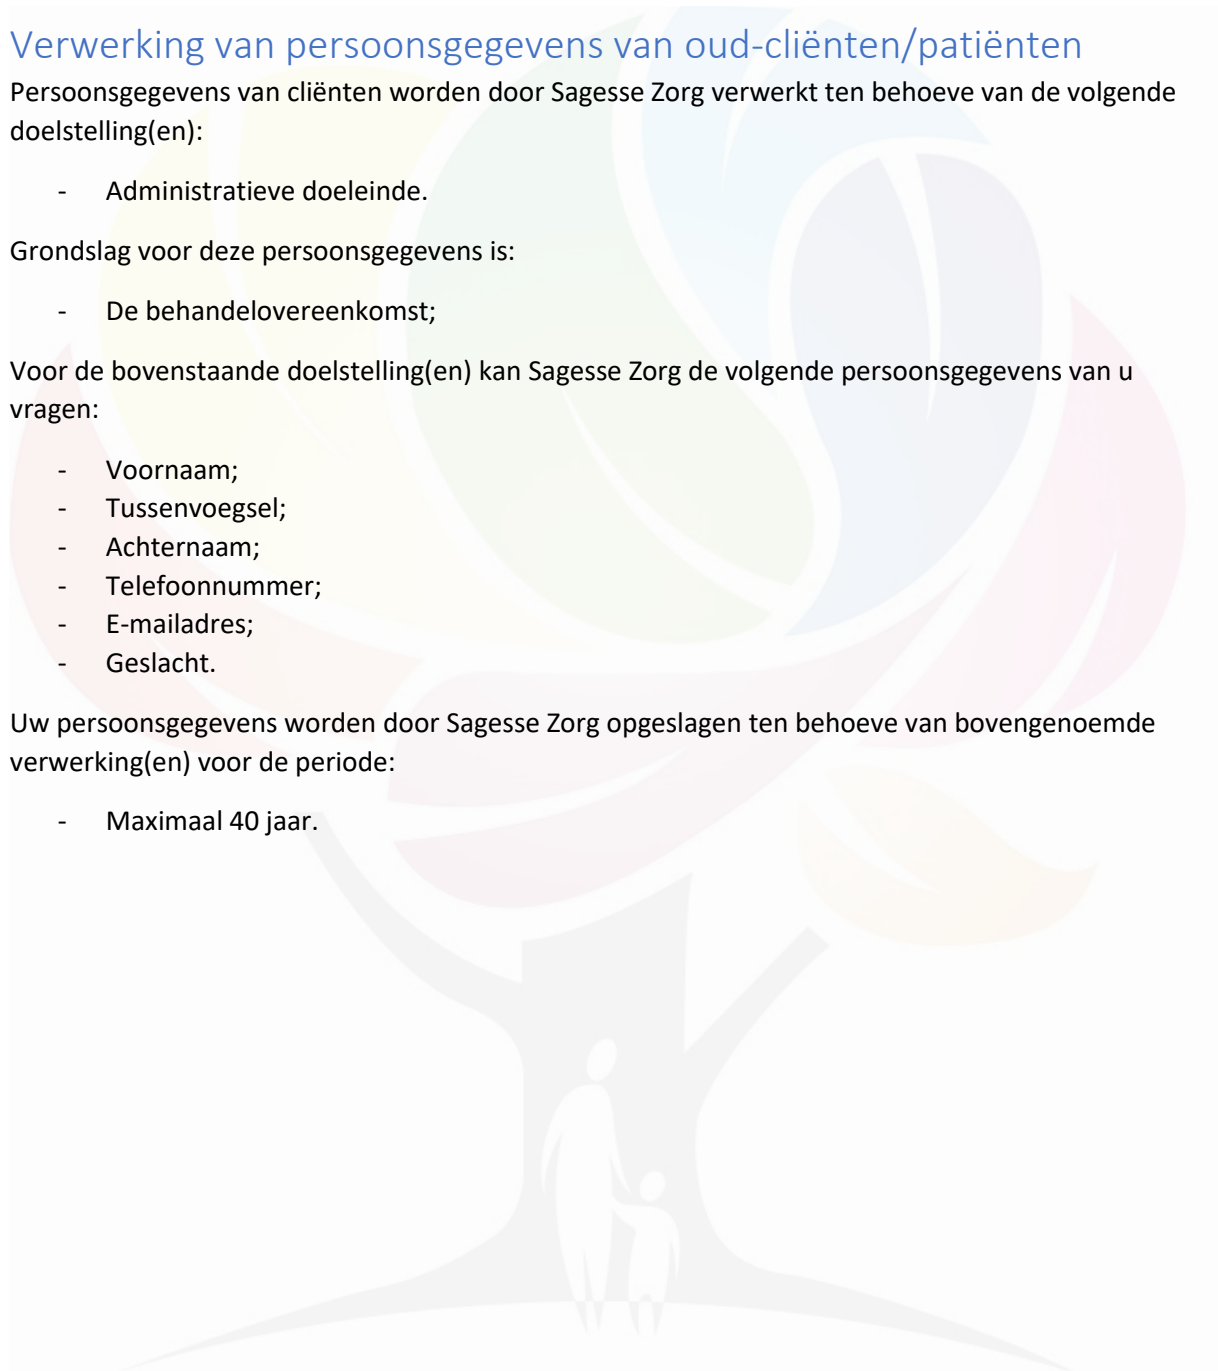 Verwerking van persoonsgegevens van oud-cliënten/patiënten
Persoonsgegevens van cliënten worden door Sagesse Zorg verwerkt ten behoeve van de volgende
doelstelling(en):
- Administratieve doeleinde.
Grondslag voor deze persoonsgegevens is:
- De behandelovereenkomst;
Voor de bovenstaande doelstelling(en) kan Sagesse Zorg de volgende persoonsgegevens van u
vragen:
- Voornaam;
- Tussenvoegsel;
- Achternaam;
- Telefoonnummer;
- E-mailadres;
- Geslacht.
Uw persoonsgegevens worden door Sagesse Zorg opgeslagen ten behoeve van bovengenoemde
verwerking(en) voor de periode:
- Maximaal 40 jaar.